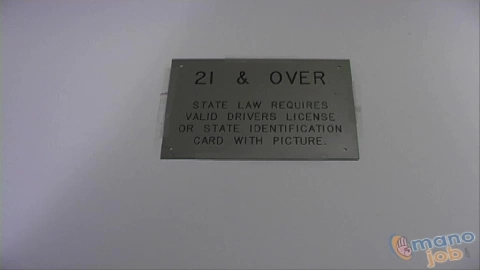 21 & OVER
STATE LAW REQUIRES
VALID DRIVERS LICENSE
OR STATE IDENTIFICATION
CARD WITH PICTURE.
mano
job